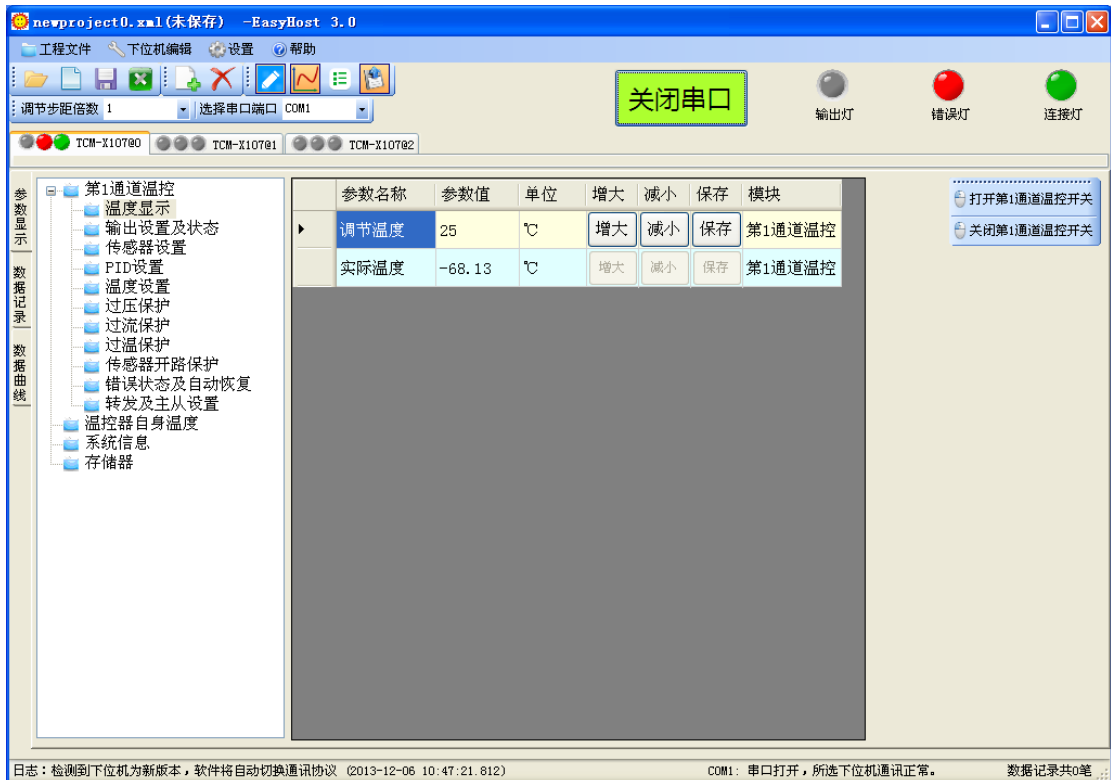 newproject0.xml(未保存) -EasyHost 3.0
工程文件 下位机编辑 设置 帮助
调节步距倍数 1 选择串口端口 COM1
关闭串口
输出灯 错误灯 连接灯
TCM-X107@0 TCM-X107@1 TCM-X107@2
参数显示
数据记录
数据曲线
第1通道温控
温度显示
输出设置及状态
传感器设置
PID设置
温度设置
过压保护
过流保护
过温保护
传感器开路保护
错误状态及自动恢复
转发及主从设置
温控器自身温度
系统信息
存储器
参数名称 参数值 单位 增大 减小 保存 模块
调节温度 25 ℃ 增大 减小 保存 第1通道温控
实际温度 -68.13 ℃ 增大 减小 保存 第1通道温控
打开第1通道温控开关
关闭第1通道温控开关
日志：检测到下位机为新版本，软件将自动切换通讯协议 (2013-12-06 10:47:21.812) COM1: 串口打开，所选下位机通讯正常。 数据记录共0笔